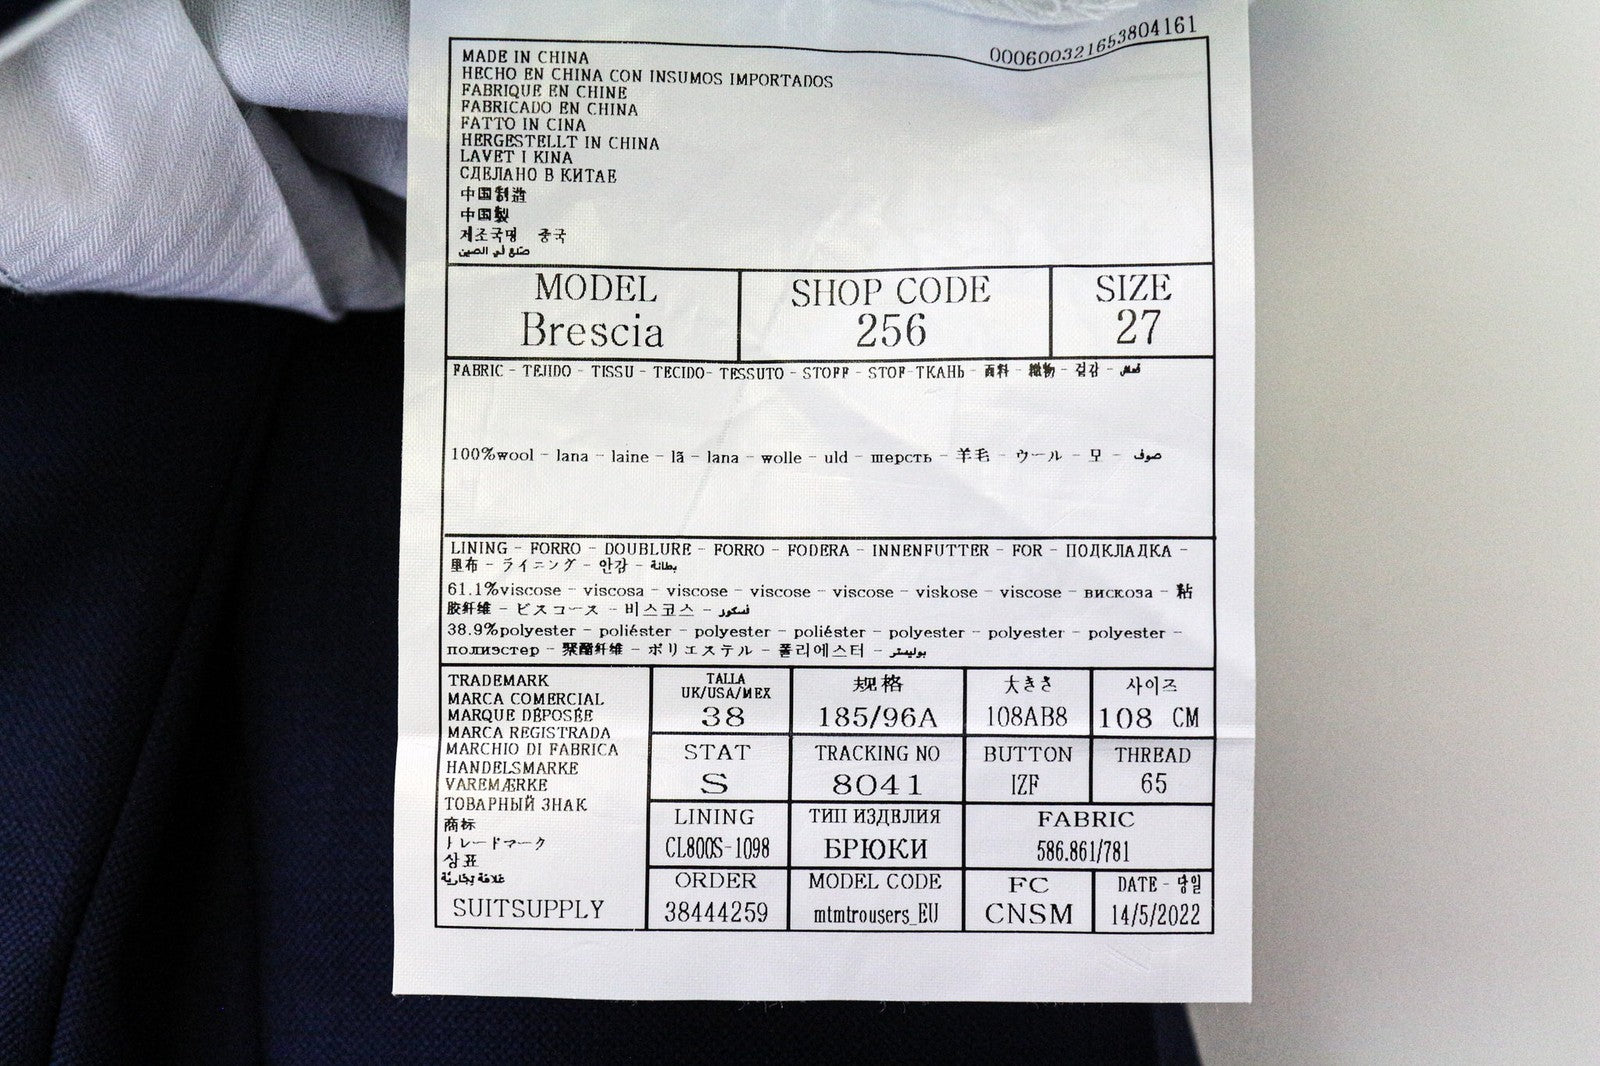 000600321653804161
MADE IN CHINA
HECHO EN CHINA CON INSUMOS IMPORTADOS
FABRIQUE EN CHINE
FABRICADO EN CHINA
FATTO IN CINA
HERGESTELLT IN CHINA
LAVET I KINA
СДЕЛАНО В КИТАЕ
中国制造
中国製
제조국명 중국
صنع في الصين
MODEL
Brescia
SHOP CODE
256
SIZE
27
FABRIC - TEJIDO - TISSU - TECIDO- TESSUTO - STOFF - STOF-ТКАНЬ - 面料 - 織物 - 겉감 - قماش
100%wool - lana - laine - lã - lana - wolle - uld - шерсть - 羊毛 - ウール - 모 - صوف
LINING - FORRO - DOUBLURE - FORRO - FODERA - INNENFUTTER - FOR - ПОДКЛАДКА -
里布 - ライニング - 안감 - بطانة
61.1%viscose - viscosa - viscose - viscose - viscose - viskose - viscose - вискоза - 粘
胶纤维 - ビスコース - 비스코스 - فسكوز
38.9%polyester - poliéster - polyester - poliéster - polyester - polyester - polyester -
полиэстер - 聚酯纤维 - ポリエステル - 폴리에스터 - بوليستر
TRADEMARK
MARCA COMERCIAL
MARQUE DÉPOSÉE
MARCA REGISTRADA
MARCHIO DI FABRICA
HANDELSMARKE
VAREMÆRKE
ТОВАРНЫЙ ЗНАК
商标
トレードマーク
상표
علامة تجارية
SUITSUPPLY
TALLA
UK/USA/MEX
38
规格
185/96A
大きさ
108AB8
사이즈
108 CM
STAT
S
TRACKING NO
8041
BUTTON
IZF
THREAD
65
LINING
CL800S-1098
ТИП ИЗДЕЛИЯ
БРЮКИ
FABRIC
586.861/781
ORDER
38444259
MODEL CODE
mtmtrousers_EU
FC
CNSM
DATE - 당일
14/5/2022